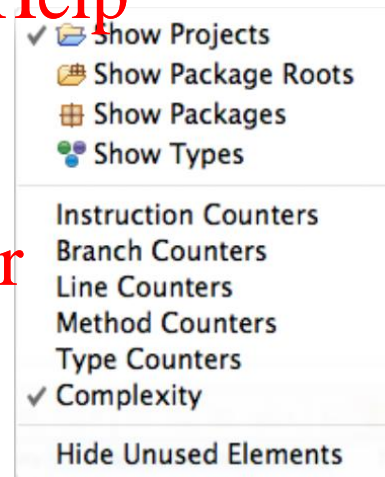 Help
Show Projects
Show Package Roots
Show Packages
Show Types
Instruction Counters
r
Branch Counters
Line Counters
Method Counters
Type Counters
Complexity
Hide Unused Elements